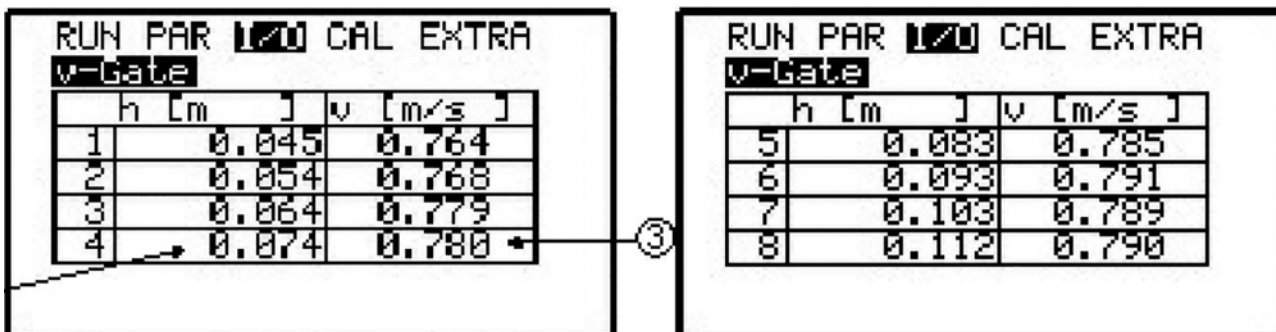 RUN PAR I/O CAL EXTRA
v-Gate
h [m ] v [m/s ]
1 0.045 0.764
2 0.054 0.768
3 0.064 0.779
4 0.074 0.780
3
RUN PAR I/O CAL EXTRA
v-Gate
h [m ] v [m/s ]
5 0.083 0.785
6 0.093 0.791
7 0.103 0.789
8 0.112 0.790